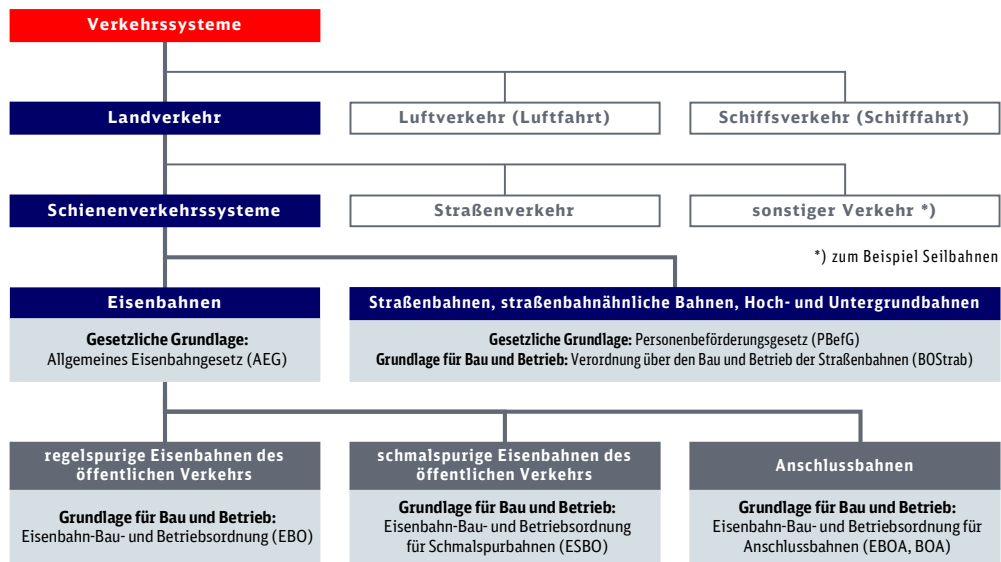 Verkehrssysteme
Landverkehr
Luftverkehr (Luftfahrt)
Schiffsverkehr (Schifffahrt)
Schienenverkehrssysteme
Straßenverkehr
sonstiger Verkehr *)
*) zum Beispiel Seilbahnen
Eisenbahnen
Gesetzliche Grundlage:
Allgemeines Eisenbahngesetz (AEG)
Straßenbahnen, straßenbahnähnliche Bahnen, Hoch- und Untergrundbahnen
Gesetzliche Grundlage: Personenbeförderungsgesetz (PBefG)
Grundlage für Bau und Betrieb: Verordnung über den Bau und Betrieb der Straßenbahnen (BOStrab)
regelspurige Eisenbahnen des
öffentlichen Verkehrs
Grundlage für Bau und Betrieb:
Eisenbahn-Bau- und Betriebsordnung (EBO)
schmalspurige Eisenbahnen des
öffentlichen Verkehrs
Grundlage für Bau und Betrieb:
Eisenbahn-Bau- und Betriebsordnung
für Schmalspurbahnen (ESBO)
Anschlussbahnen
Grundlage für Bau und Betrieb:
Eisenbahn-Bau- und Betriebsordnung für
Anschlussbahnen (EBOA, BOA)